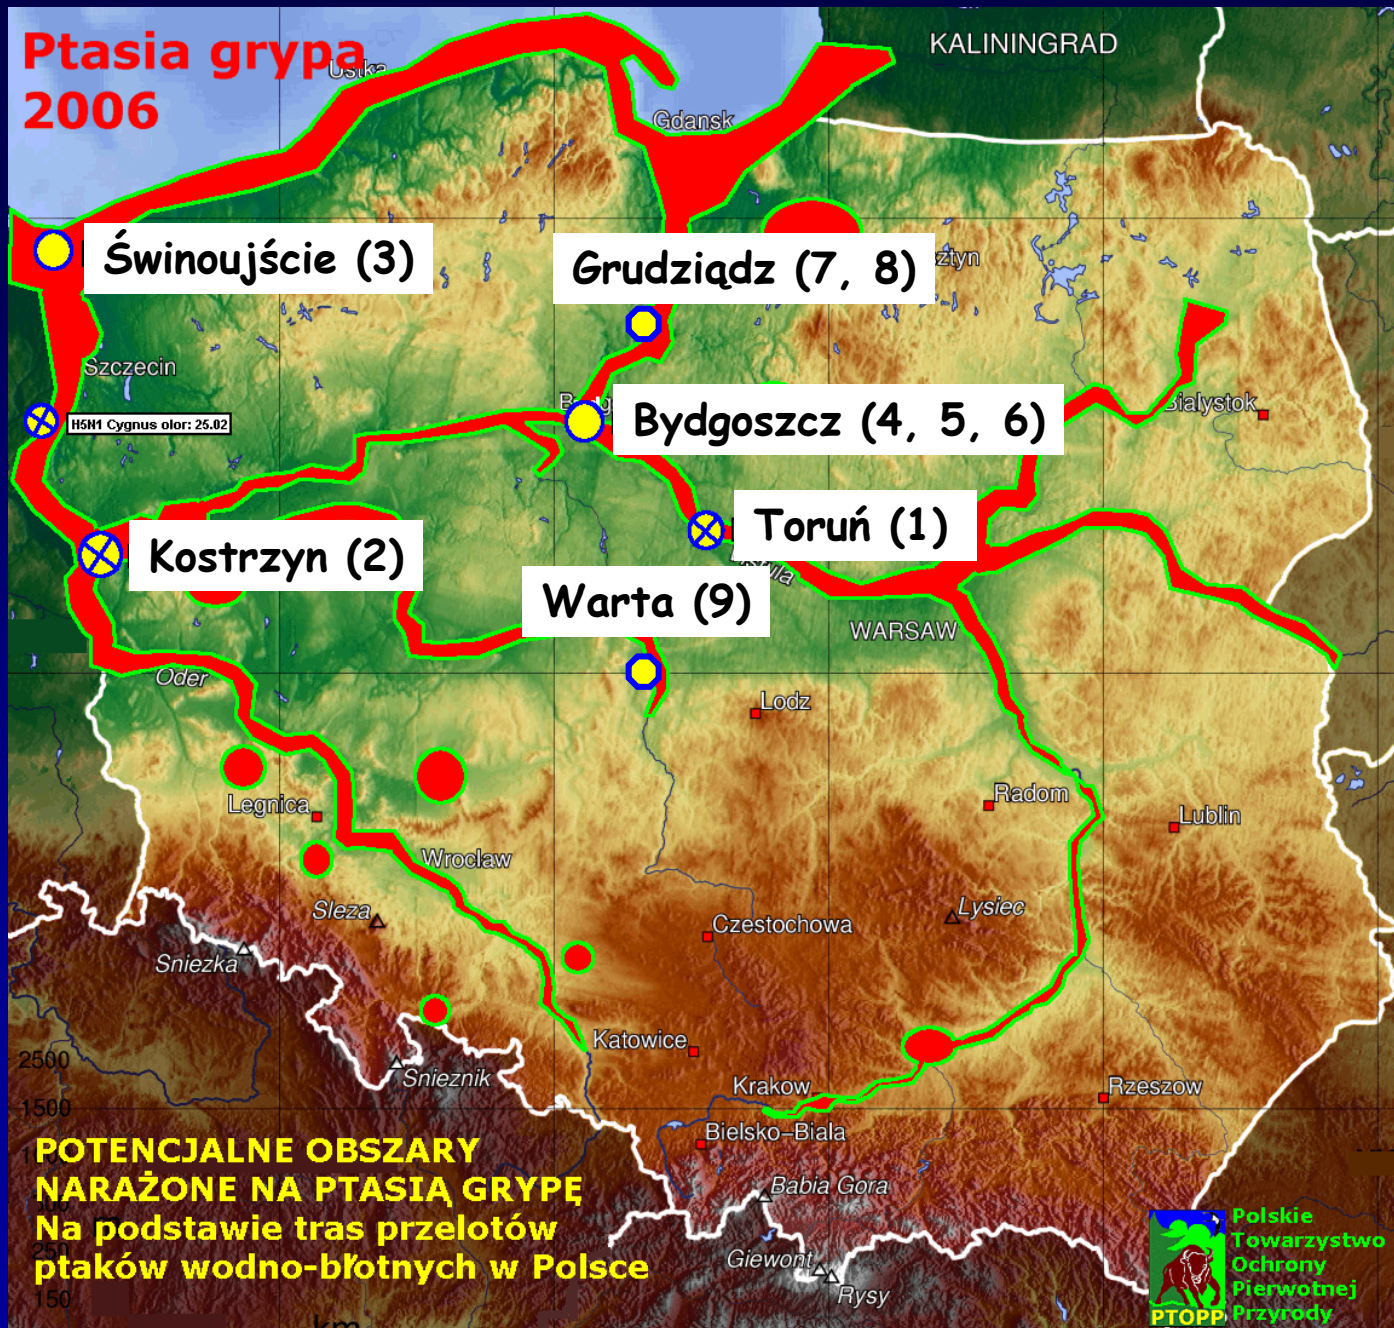 Ptasia grypa
2006
Ustka
KALININGRAD
Gdansk
Świnoujście (3)
Grudziądz (7, 8)
sztyn
Szczecin
H5N1 Cygnus olor: 25.02
Bydgoszcz (4, 5, 6)
Bialystok
Toruń (1)
Kostrzyn (2)
Warta (9)
WARSAW
Oder
Lodz
Legnica
Radom
Lublin
Wroclaw
Sleza
Lysiec
Czestochowa
Sniezka
Katowice
2500
Snieznik
Krakow
Rzeszow
1500
Bielsko-Biala
POTENCJALNE OBSZARY
NARAŻONE NA PTASIĄ GRYPĘ
Na podstawie tras przelotów
ptaków wodno-błotnych w Polsce
Babia Gora
Giewont
Rysy
150
km
PTOPP
Polskie
Towarzystwo
Ochrony
Pierwotnej
Przyrody